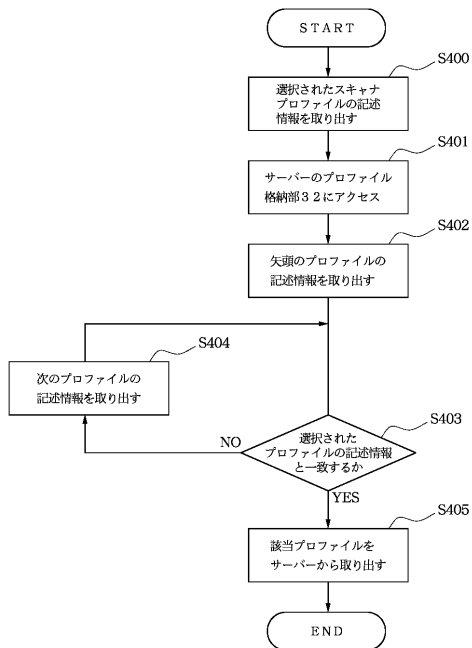 START
S400
選択されたスキャナ
プロファイルの記述
情報を取り出す
S401
サーバーのプロファイル
格納部32にアクセス
S402
矢頭のプロファイルの
記述情報を取り出す
S404
次のプロファイルの
記述情報を取り出す
S403
選択された
プロファイルの記述情報
と一致するか
NO
YES
S405
該当プロファイルを
サーバーから取り出す
END